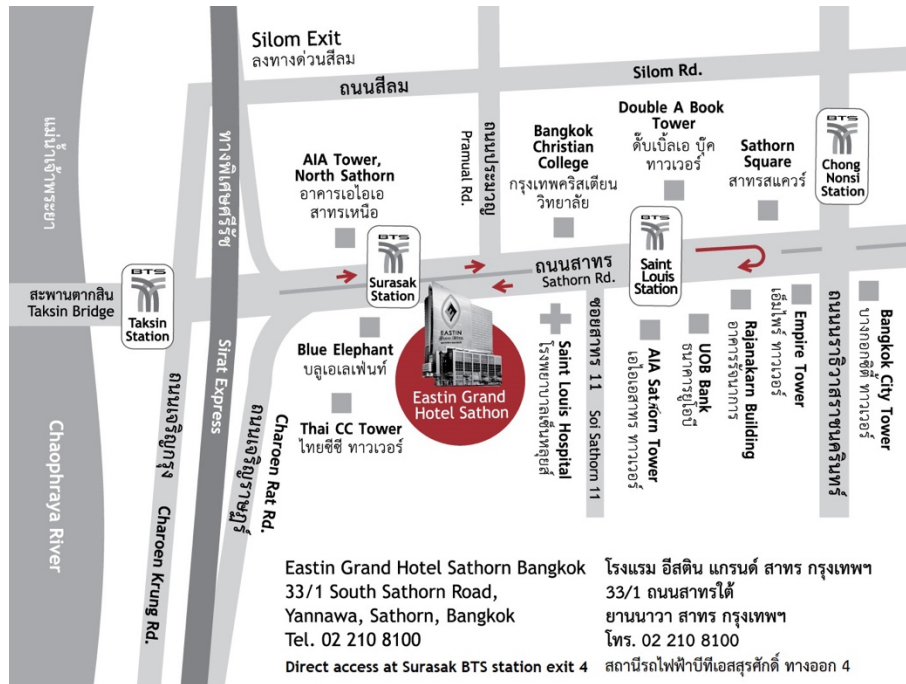 Silom Exit
ลงทางด่วนสีลม
ถนนสีลม
Silom Rd.
แม่น้ำเจ้าพระยา
ทางพิเศษศรีรัช
AIA Tower,
North Sathorn
อาคารเอไอเอ
สาทรเหนือ
ถนนประมวญ
Pramual Rd.
Bangkok
Christian
College
กรุงเทพคริสเตียน
วิทยาลัย
Double A Book
Tower
ดั๊บเบิ้ลเอ บุ๊ค
ทาวเวอร์
Sathorn
Square
สาทรสแควร์
BTS
Chong
Nonsi
Station
BTS
Surasak
Station
ถนนสาทร
Sathorn Rd.
BTS
Saint
Louis
Station
สะพานตากสิน
Taksin Bridge
BTS
Taksin
Station
EASTIN
Eastin Grand
Hotel Sathon
Blue Elephant
บลูเอเลเฟ่นท์
Thai CC Tower
ไทยซีซี ทาวเวอร์
Sirat Express
ถนนเจริญกรุง
Charoen Krung Rd.
ถนนเจริญราษฎร์
Charoen Rat Rd.
Chaophraya River
Saint Louis Hospital
โรงพยาบาลเซ็นหลุยส์
ซอยสาทร 11
Soi Sathorn 11
AIA Sathorn Tower
เอไอเอสาทร ทาวเวอร์
UOB Bank
ธนาคารยูโอบี
Rajanakarn Building
อาคารรัจนาการ
Empire Tower
เอ็มไพร์ ทาวเวอร์
ถนนนราธิวาสราชนครินทร์
Bangkok City Tower
บางกอกซิตี้ ทาวเวอร์
Eastin Grand Hotel Sathorn Bangkok
33/1 South Sathorn Road,
Yannawa, Sathorn, Bangkok
Tel. 02 210 8100
Direct access at Surasak BTS station exit 4
โรงแรม อีสติน แกรนด์ สาทร กรุงเทพฯ
33/1 ถนนสาทรใต้
ยานนาวา สาทร กรุงเทพฯ
โทร. 02 210 8100
สถานีรถไฟฟ้าบีทีเอสสุรศักดิ์ ทางออก 4